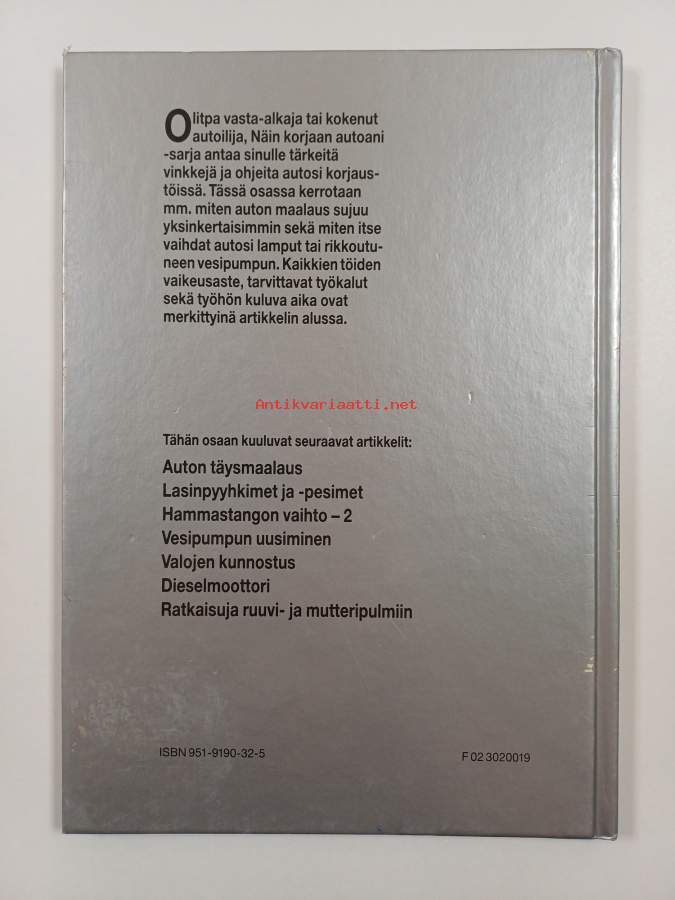 Olitpa vasta-alkaja tai kokenut
autoilija, Näin korjaan autoani
-sarja antaa sinulle tärkeitä
vinkkejä ja ohjeita autosi korjaus-
töissä. Tässä osassa kerrotaan
mm. miten auton maalaus sujuu
yksinkertaisimmin sekä miten itse
vaihdat autosi lamput tai rikkoutu-
neen vesipumpun. Kaikkien töiden
vaikeusaste, tarvittavat työkalut
sekä työhön kuluva aika ovat
merkittyinä artikkelin alussa.
Antikvariaatti.net
Tähän osaan kuuluvat seuraavat artikkelit:
Auton täysmaalaus
Lasinpyyhkimet ja -pesimet
Hammastangon vaihto – 2
Vesipumpun uusiminen
Valojen kunnostus
Dieselmoottori
Ratkaisuja ruuvi- ja mutteripulmiin
ISBN 951-9190-32-5
F 02 3020019